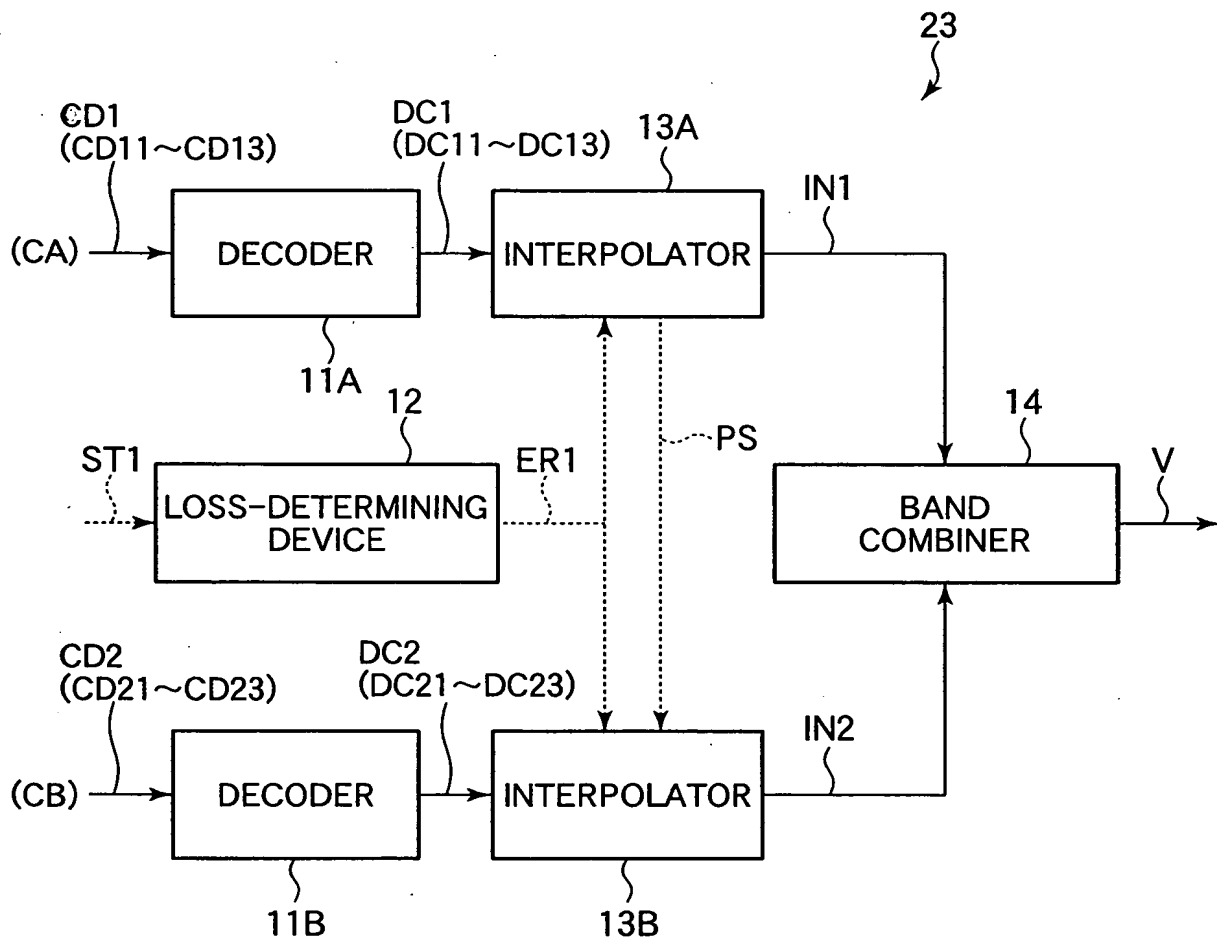 23
CD1
(CD11~CD13)
DC1
(DC11~DC13)
13A
IN1
(CA)
DECODER
INTERPOLATOR
11A
12
14
ST1
ER1
PS
V
LOSS-DETERMINING
DEVICE
BAND
COMBINER
CD2
(CD21~CD23)
DC2
(DC21~DC23)
IN2
(CB)
DECODER
INTERPOLATOR
11B
13B